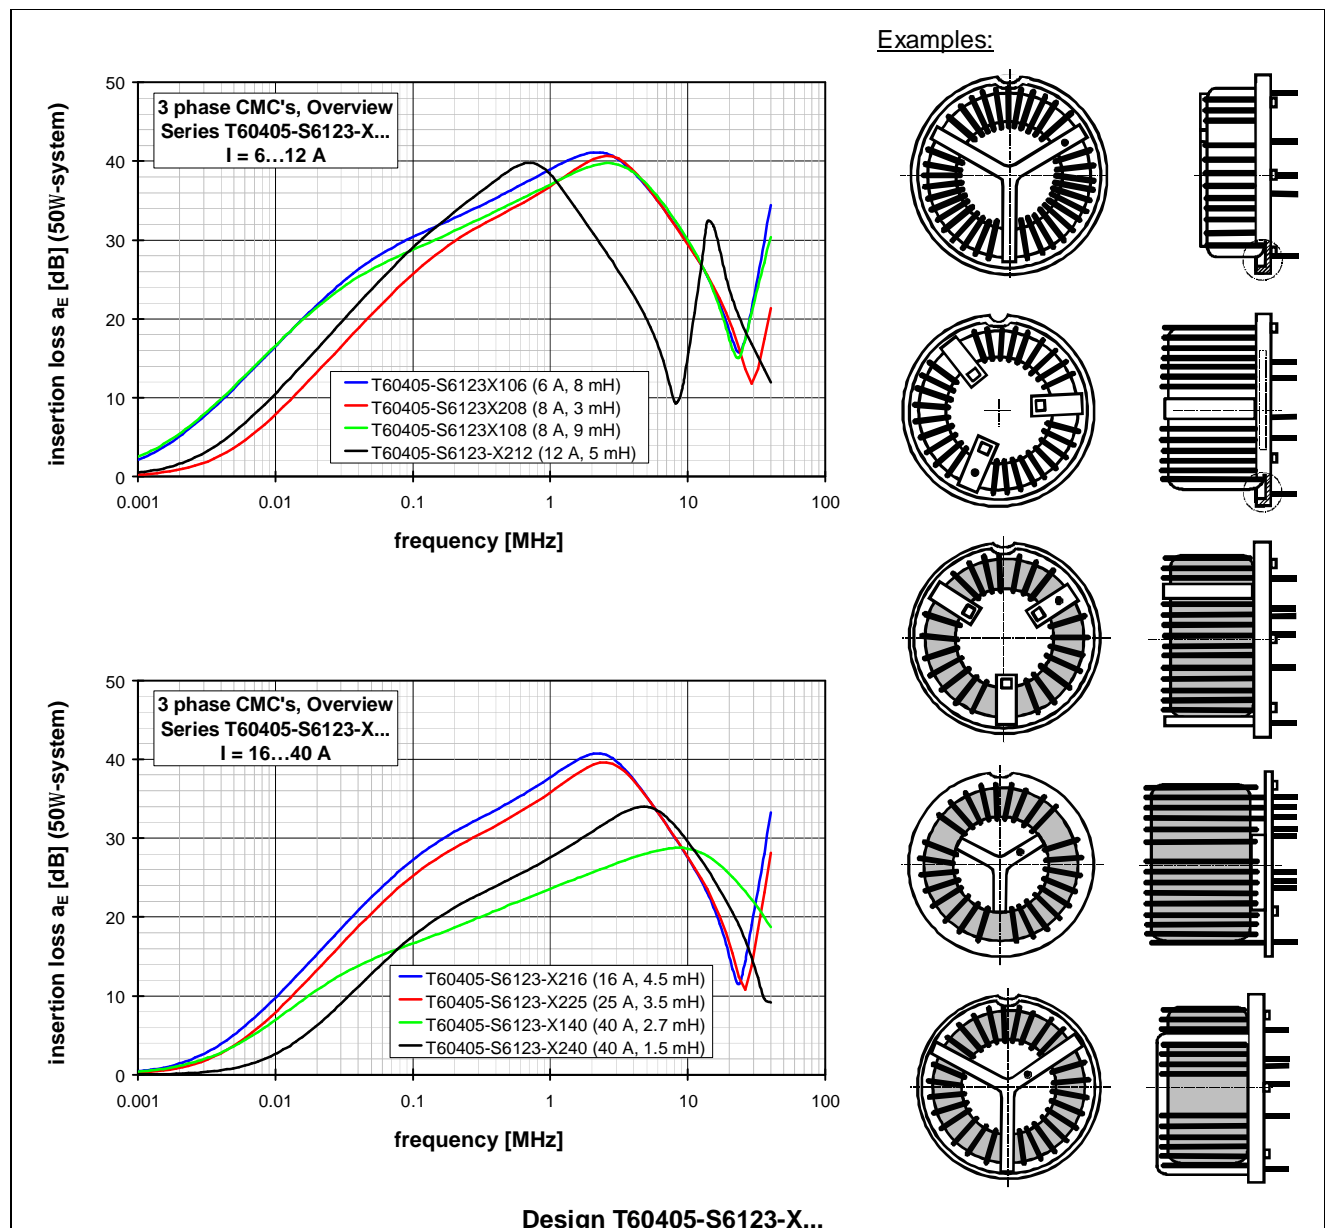 Examples:
50
40
30
20
10
0
insertion loss aE [dB] (50W-system)
3 phase CMC's, Overview
Series T60405-S6123-X...
I = 6…12 A
T60405-S6123X106 (6 A, 8 mH)
T60405-S6123X208 (8 A, 3 mH)
T60405-S6123X108 (8 A, 9 mH)
T60405-S6123-X212 (12 A, 5 mH)
0.001 0.01 0.1 1 10 100
frequency [MHz]
50
40
30
20
10
0
insertion loss aE [dB] (50W-system)
3 phase CMC's, Overview
Series T60405-S6123-X...
I = 16…40 A
T60405-S6123-X216 (16 A, 4.5 mH)
T60405-S6123-X225 (25 A, 3.5 mH)
T60405-S6123-X140 (40 A, 2.7 mH)
T60405-S6123-X240 (40 A, 1.5 mH)
0.001 0.01 0.1 1 10 100
frequency [MHz]
Design T60405-S6123-X...